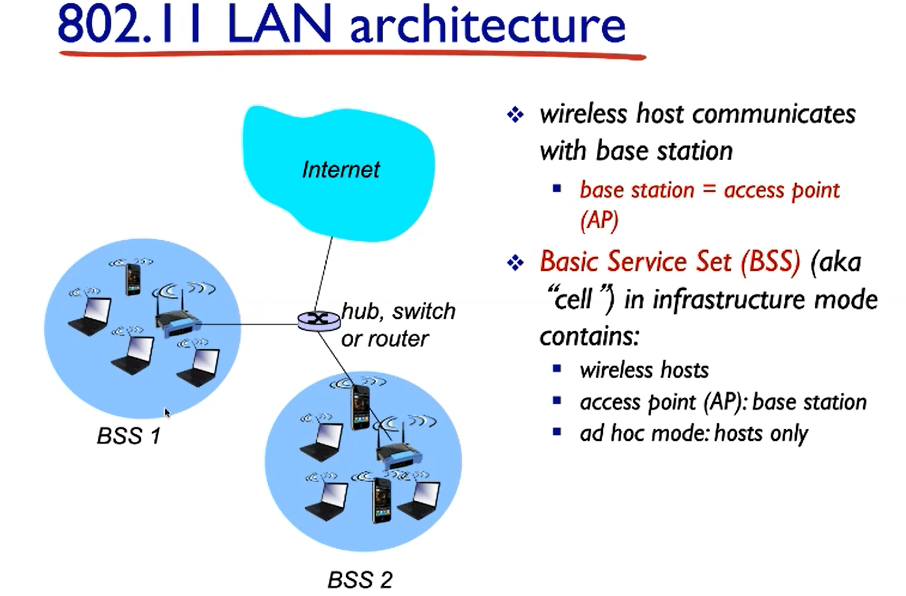 802.11 LAN architecture
Internet
hub, switch
or router
BSS 1
BSS 2
wireless host communicates
with base station
base station = access point
(AP)
Basic Service Set (BSS) (aka
“cell”) in infrastructure mode
contains:
wireless hosts
access point (AP): base station
ad hoc mode: hosts only